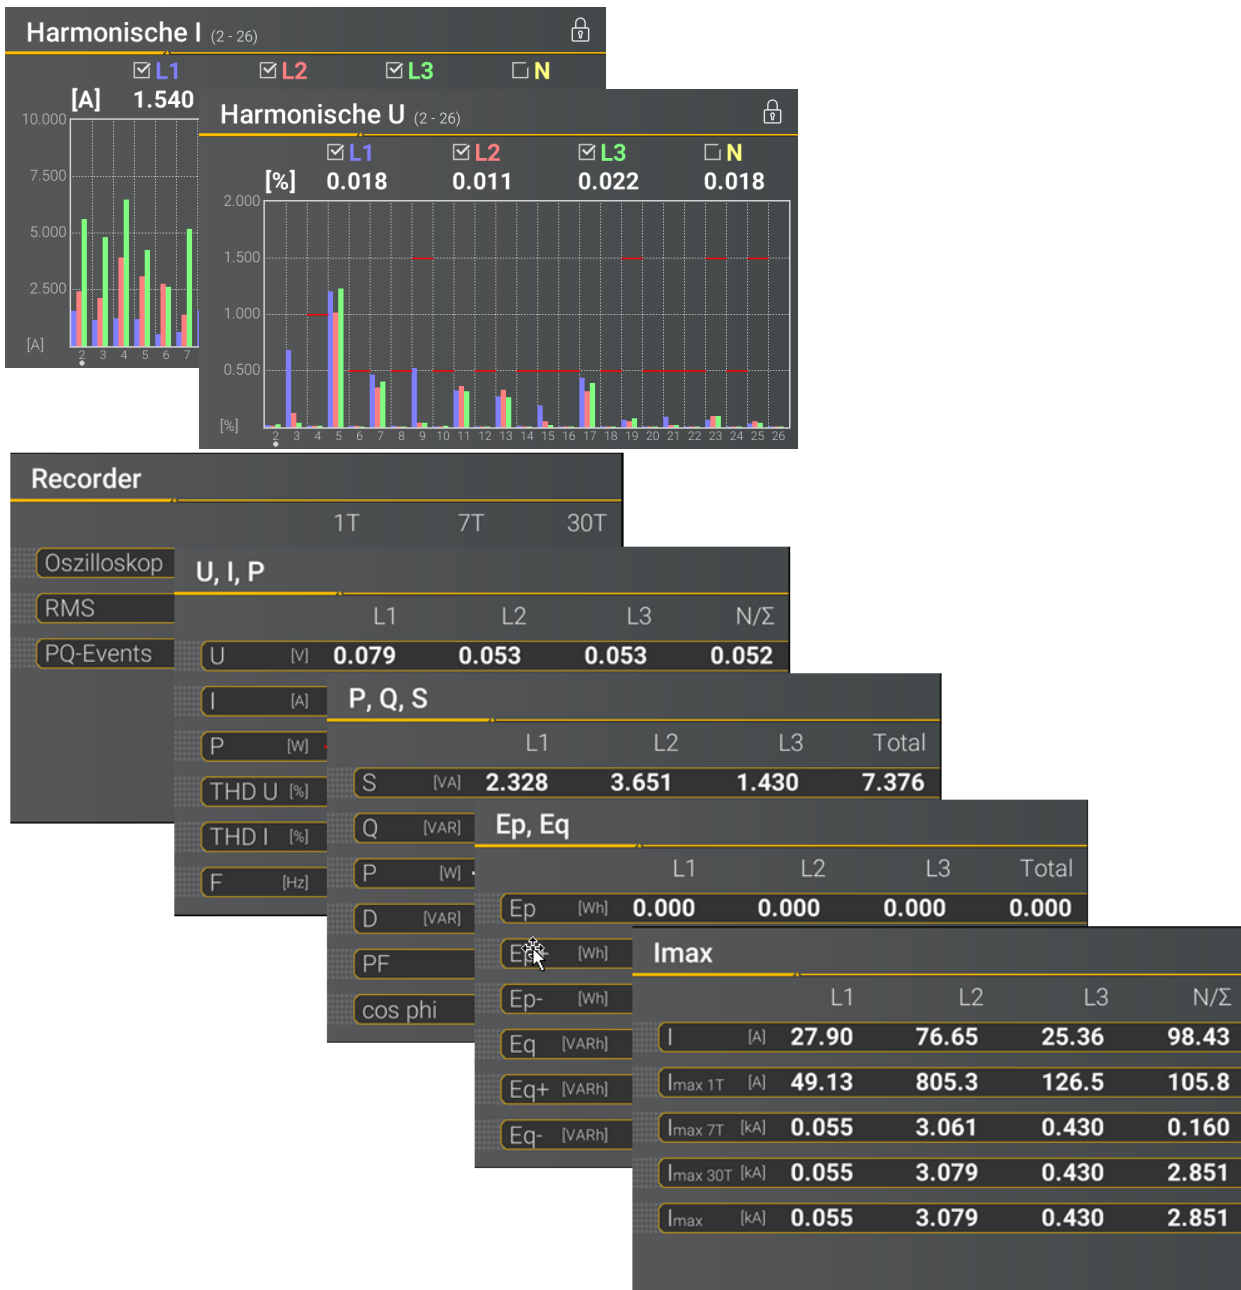 Harmonische I (2 - 26)
L1 L2 L3 N
[A] 1.540
10.000
7.500
5.000
2.500
[A]
2 3 4 5 6 7
Harmonische U (2 - 26)
L1 L2 L3 N
[%] 0.018 0.011 0.022 0.018
2.000
1.500
1.000
0.500
[%]
2 3 4 5 6 7 8 9 10 11 12 13 14 15 16 17 18 19 20 21 22 23 24 25 26
Recorder
1T 7T 30T
Oszilloskop
RMS
PQ-Events
U, I, P
L1 L2 L3 N/Σ
U [V] 0.079 0.053 0.053 0.052
I [A]
P [W]
THD U [%]
THD I [%]
F [Hz]
P, Q, S
L1 L2 L3 Total
S [VA] 2.328 3.651 1.430 7.376
Q [VAR]
P [W]
D [VAR]
PF
cos phi
Ep, Eq
L1 L2 L3 Total
Ep [Wh] 0.000 0.000 0.000 0.000
Ep+ [Wh]
Ep- [Wh]
Eq [VARh]
Eq+ [VARh]
Eq- [VARh]
Imax
L1 L2 L3 N/Σ
I [A] 27.90 76.65 25.36 98.43
Imax 1T [A] 49.13 805.3 126.5 105.8
Imax 7T [kA] 0.055 3.061 0.430 0.160
Imax 30T [kA] 0.055 3.079 0.430 2.851
Imax [kA] 0.055 3.079 0.430 2.851